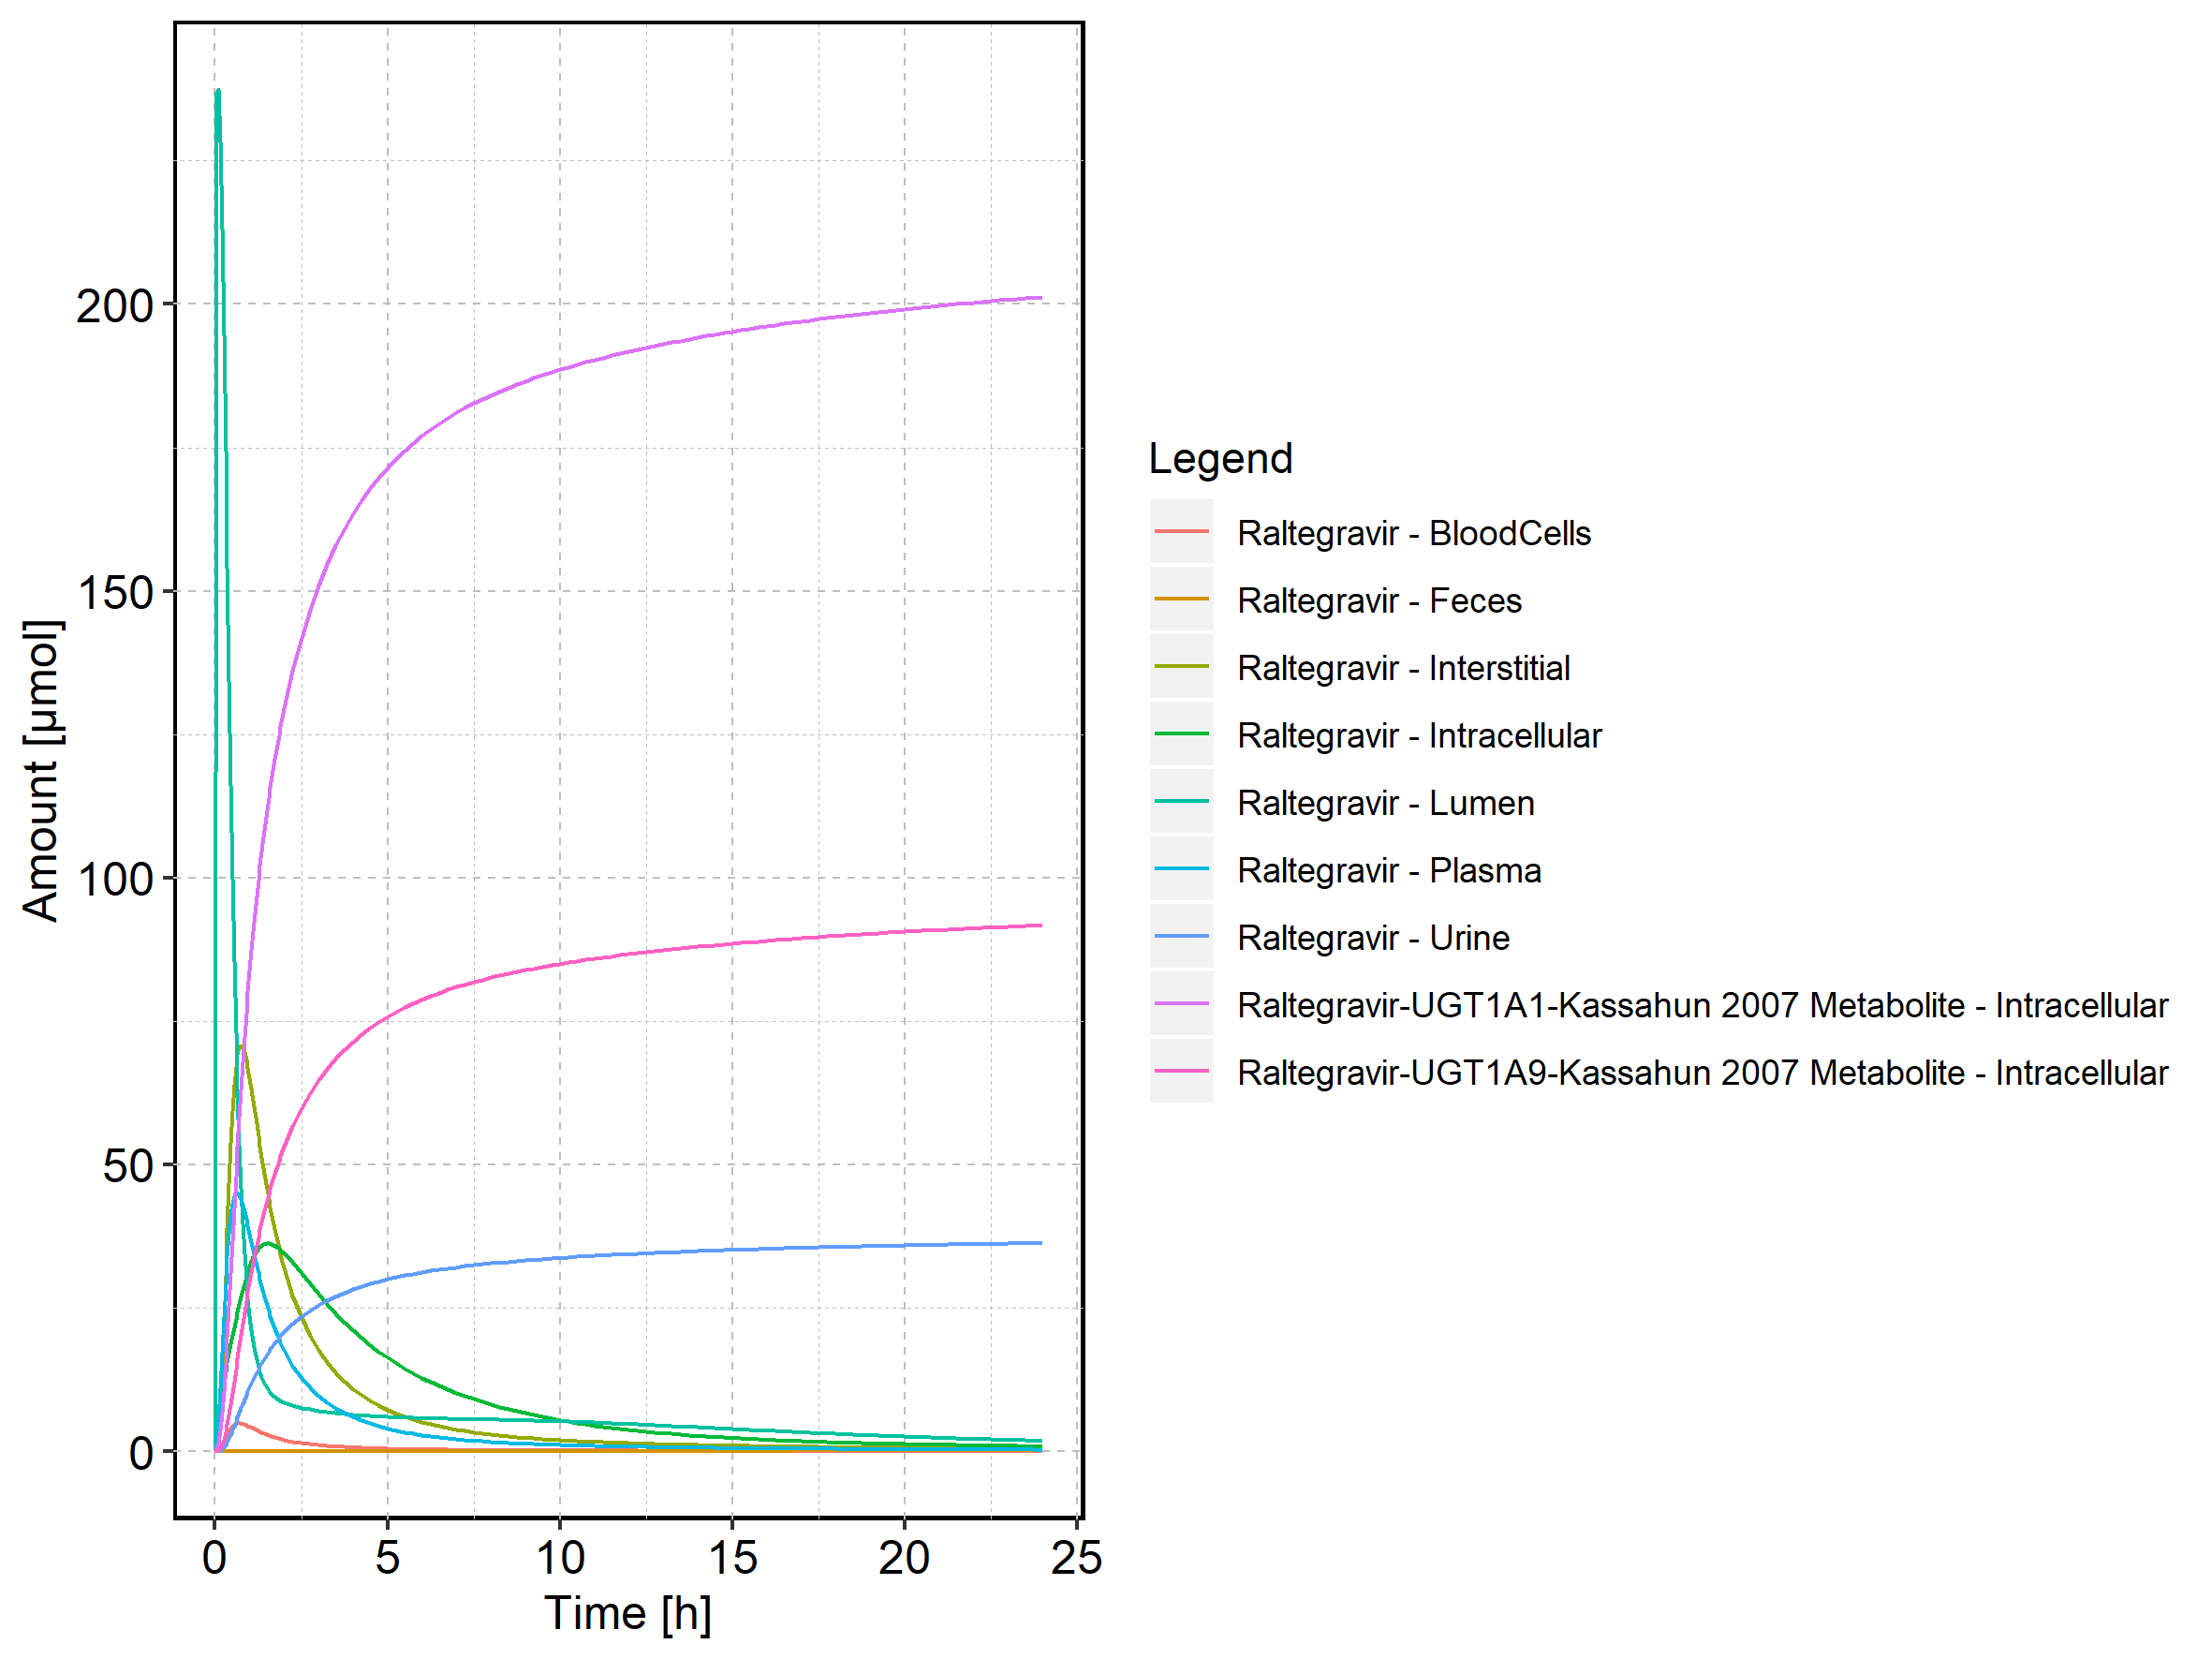 200
150
100
50
0
Amount [µmol]
0 5 10 15 20 25
Time [h]
Legend
Raltegravir - BloodCells
Raltegravir - Feces
Raltegravir - Interstitial
Raltegravir - Intracellular
Raltegravir - Lumen
Raltegravir - Plasma
Raltegravir - Urine
Raltegravir-UGT1A1-Kassahun 2007 Metabolite - Intracellular
Raltegravir-UGT1A9-Kassahun 2007 Metabolite - Intracellular